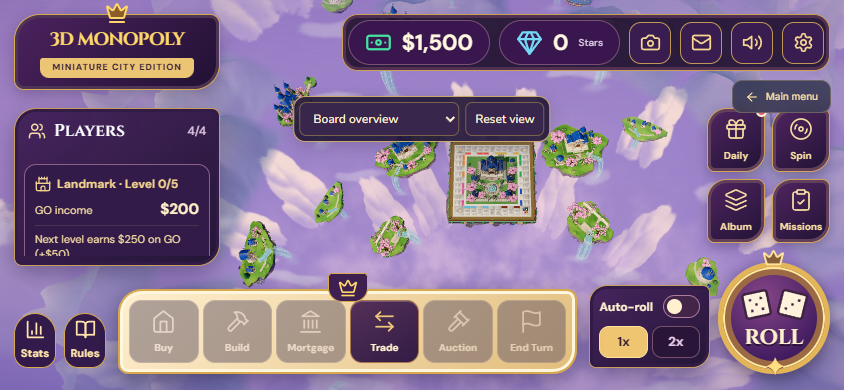 3D MONOPOLY
MINIATURE CITY EDITION
$1,500
0 Stars
Main menu
PLAYERS 4/4
Board overview
Reset view
Daily
Spin
Landmark · Level 0/5
GO income $200
Next level earns $250 on GO
(+$50)
Album
Missions
Stats
Rules
Buy
Build
Mortgage
Trade
Auction
End Turn
Auto-roll
1x
2x
ROLL